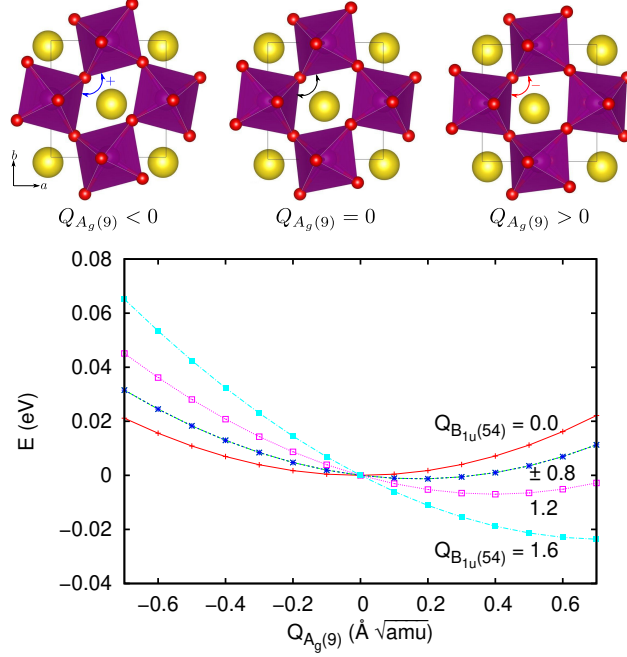 +
−
b
a
Q_{A_g(9)} < 0
Q_{A_g(9)} = 0
Q_{A_g(9)} > 0
0.08
0.06
0.04
0.02
0
−0.02
−0.04
E (eV)
Q_{B_{1u}(54)} = 0.0
± 0.8
1.2
Q_{B_{1u}(54)} = 1.6
−0.6 −0.4 −0.2 0 0.2 0.4 0.6
Q_{A_g(9)} (Å √amu)